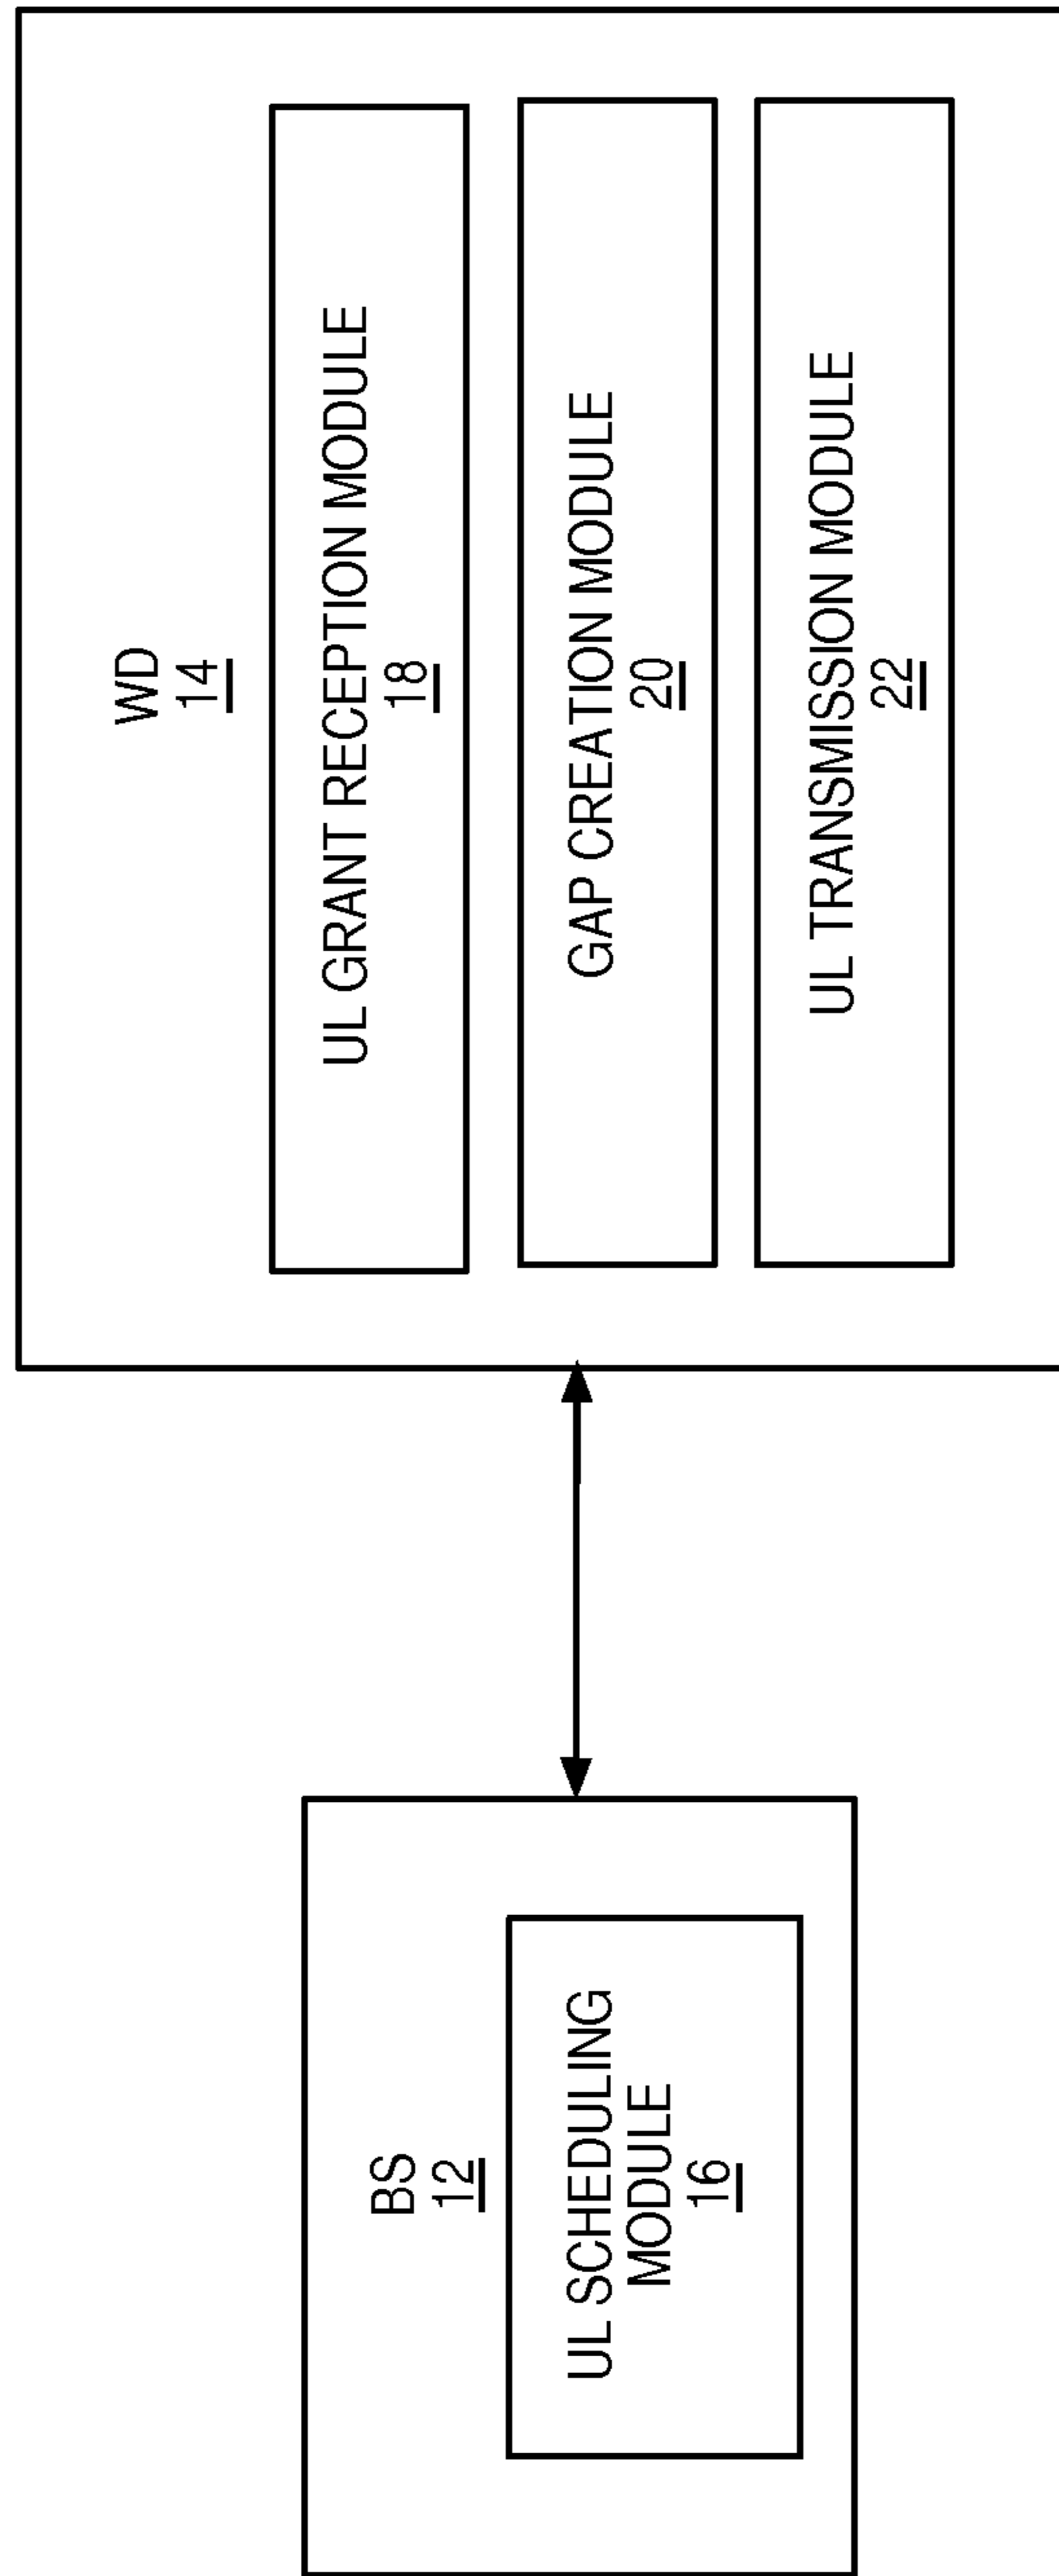 BS
12
UL SCHEDULING
MODULE
16
WD
14
UL GRANT RECEPTION MODULE
18
GAP CREATION MODULE
20
UL TRANSMISSION MODULE
22